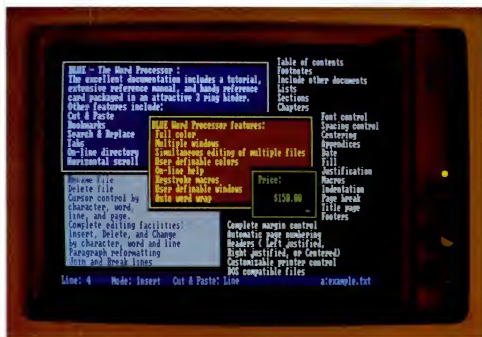 BLUE - The Word Processor :
The excellent documentation includes a tutorial,
extensive reference manual, and handy reference
card packaged in an attractive 3 ring binder.
Other features include:
Cut & Paste
Bookmarks
Search & Replace
Tabs
On-line directory
Horizontal scroll
BLUE Word Processor features:
Full color
Multiple windows
Simultaneous editing of multiple files
User definable colors
On-line help
Keystroke macros
User definable windows
Auto word wrap
Price:
$150.00
Rename file
Delete file
Cursor control by
character, word,
line, and page.
Complete editing facilities:
Insert, Delete, and Change
by character, word and line
Paragraph reformatting
Join and Break lines
Table of contents
Footnotes
Include other documents
Lists
Sections
Chapters
Font control
Spacing control
Centering
Appendices
Date
Fill
Justification
Macros
Indentation
Page break
Title page
Footers
Complete margin control
Automatic page numbering
Headers ( Left justified,
Right justified, or Centered)
Customizable printer control
DOS compatible files
Line: 4 Mode: Insert Cut & Paste: Line a:example.txt